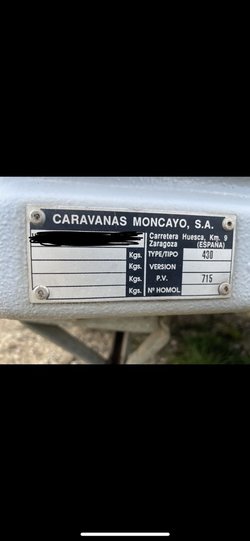 CARAVANAS MONCAYO, S.A.
Carretera Huesca, Km. 9
Zaragoza (ESPAÑA)
Kgs. TYPE/TIPO 430
Kgs. VERSION
Kgs. P.V. 715
Kgs. Nº HOMOL